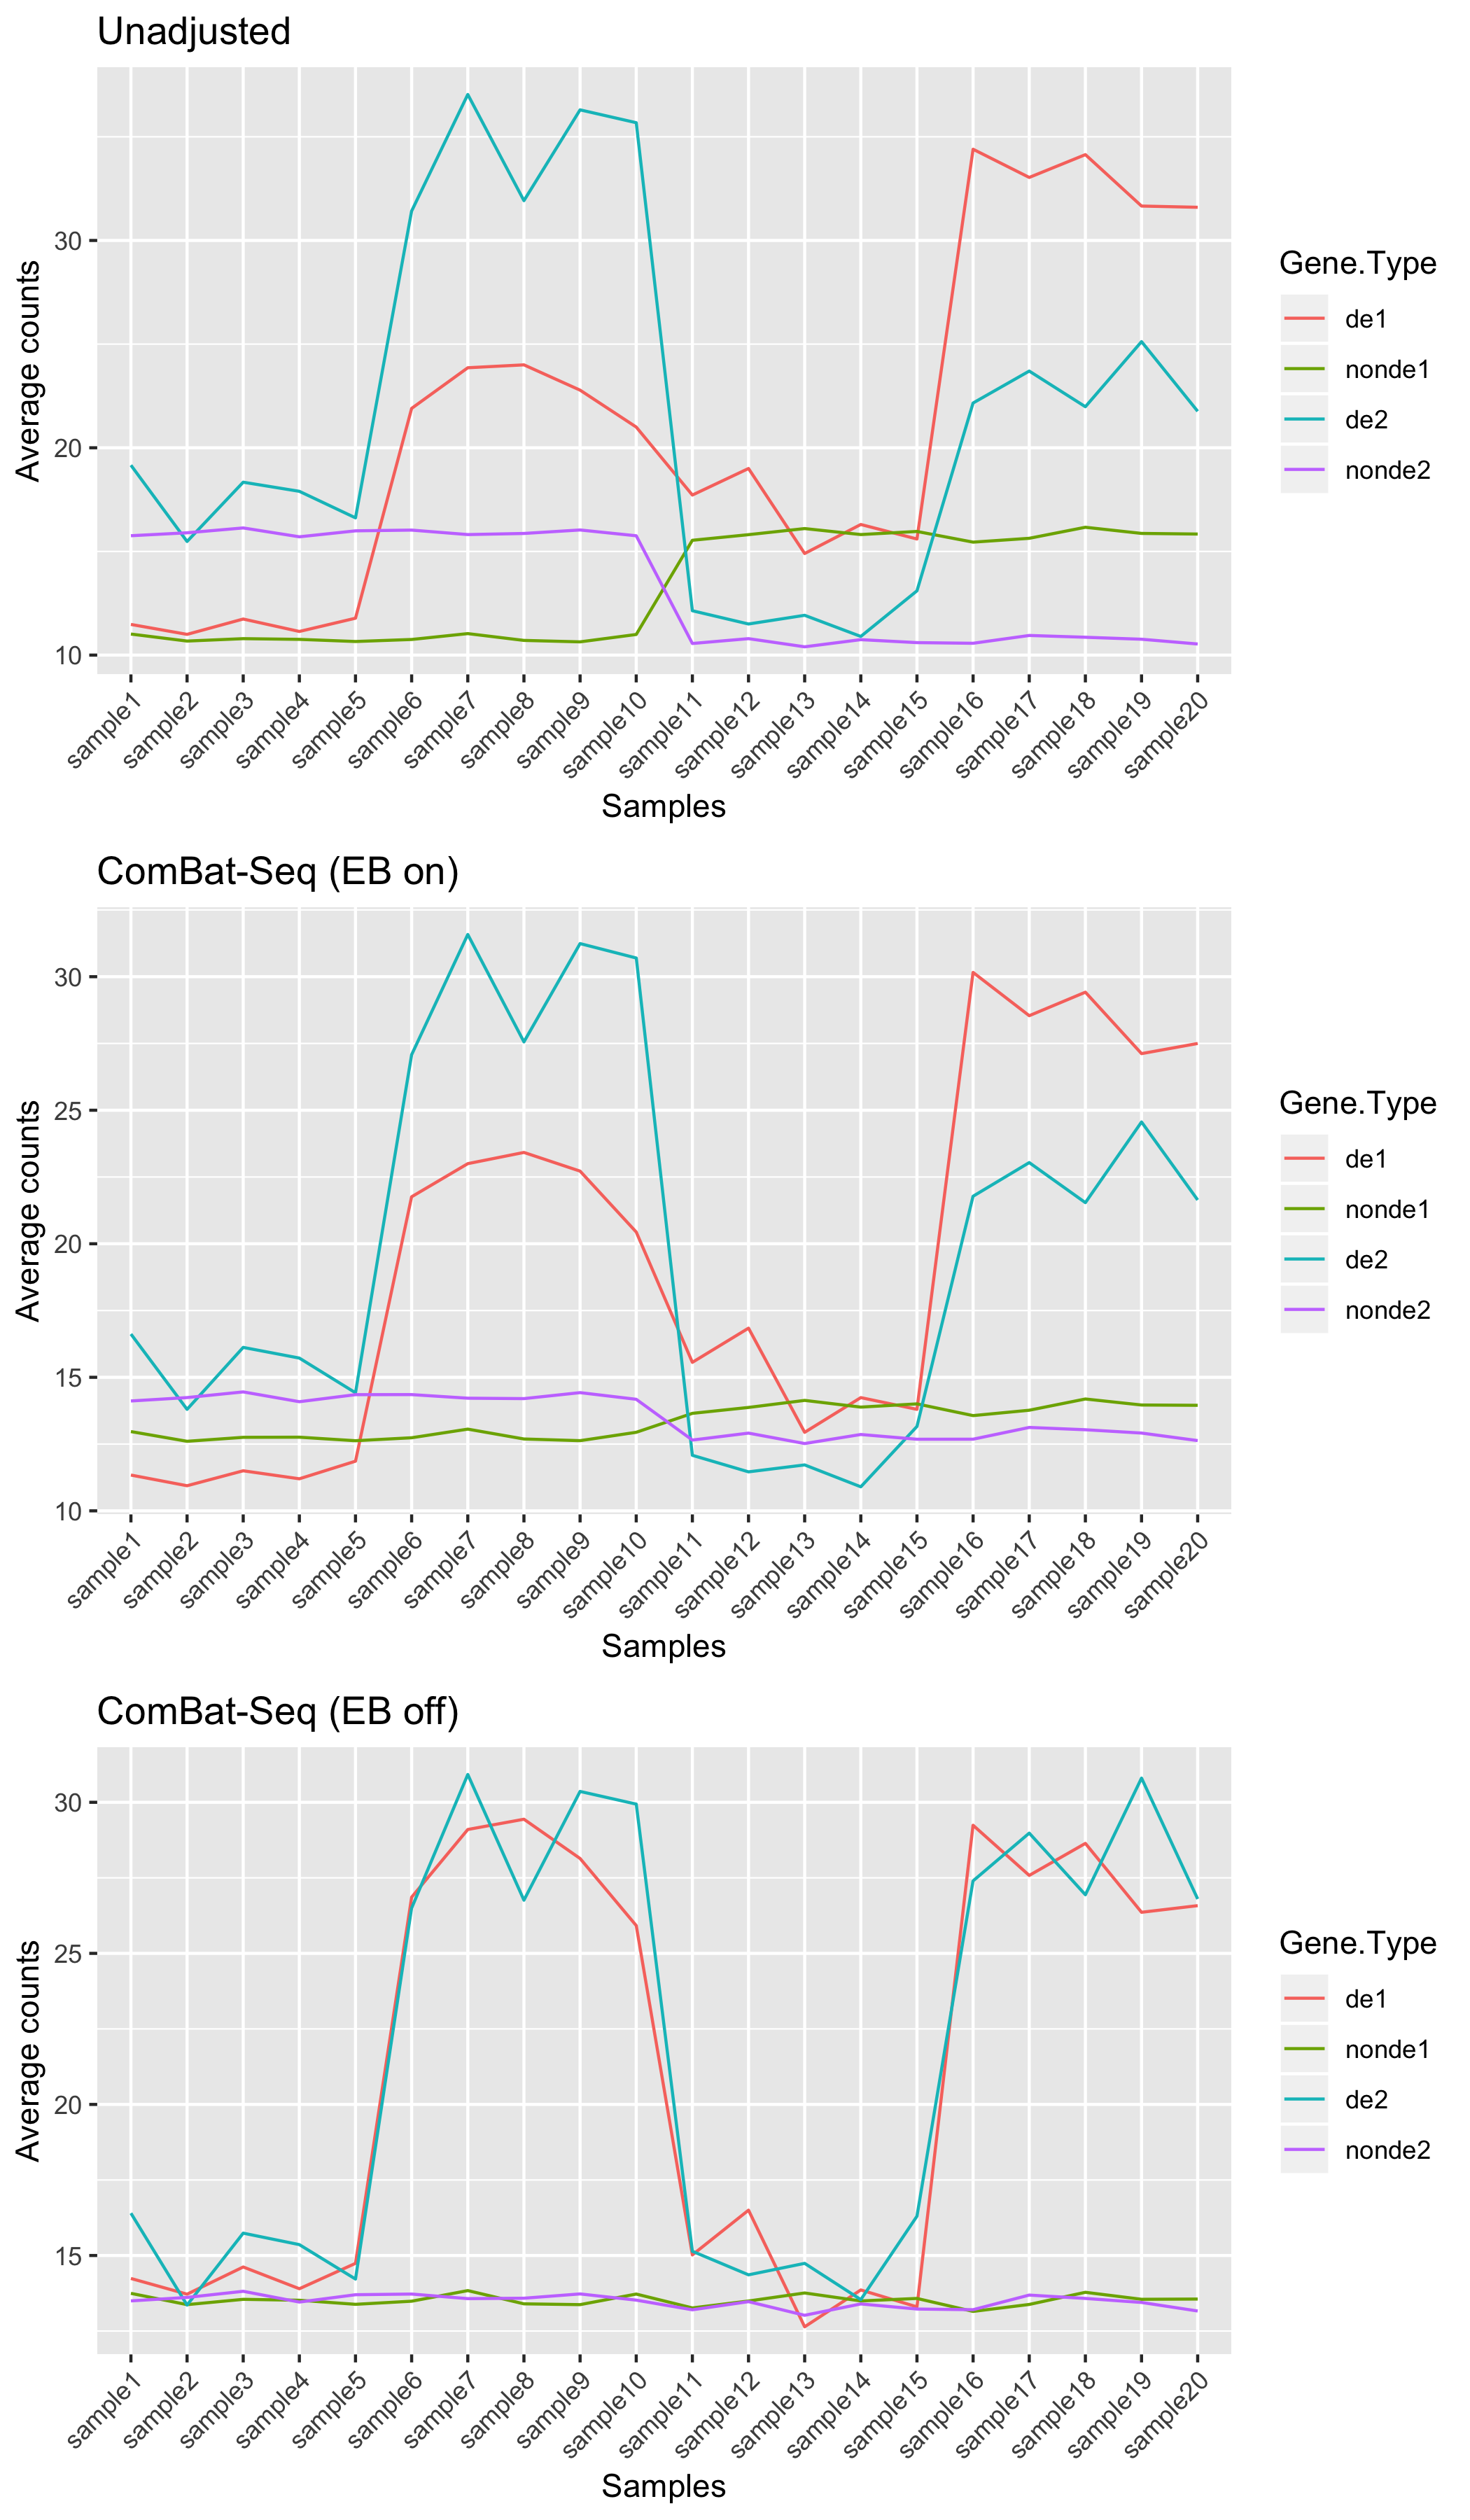 Unadjusted
Average counts
30
20
10
sample1
sample2
sample3
sample4
sample5
sample6
sample7
sample8
sample9
sample10
sample11
sample12
sample13
sample14
sample15
sample16
sample17
sample18
sample19
sample20
Samples
Gene.Type
de1
nonde1
de2
nonde2
ComBat-Seq (EB on)
Average counts
30
25
20
15
10
sample1
sample2
sample3
sample4
sample5
sample6
sample7
sample8
sample9
sample10
sample11
sample12
sample13
sample14
sample15
sample16
sample17
sample18
sample19
sample20
Samples
Gene.Type
de1
nonde1
de2
nonde2
ComBat-Seq (EB off)
Average counts
30
25
20
15
sample1
sample2
sample3
sample4
sample5
sample6
sample7
sample8
sample9
sample10
sample11
sample12
sample13
sample14
sample15
sample16
sample17
sample18
sample19
sample20
Samples
Gene.Type
de1
nonde1
de2
nonde2